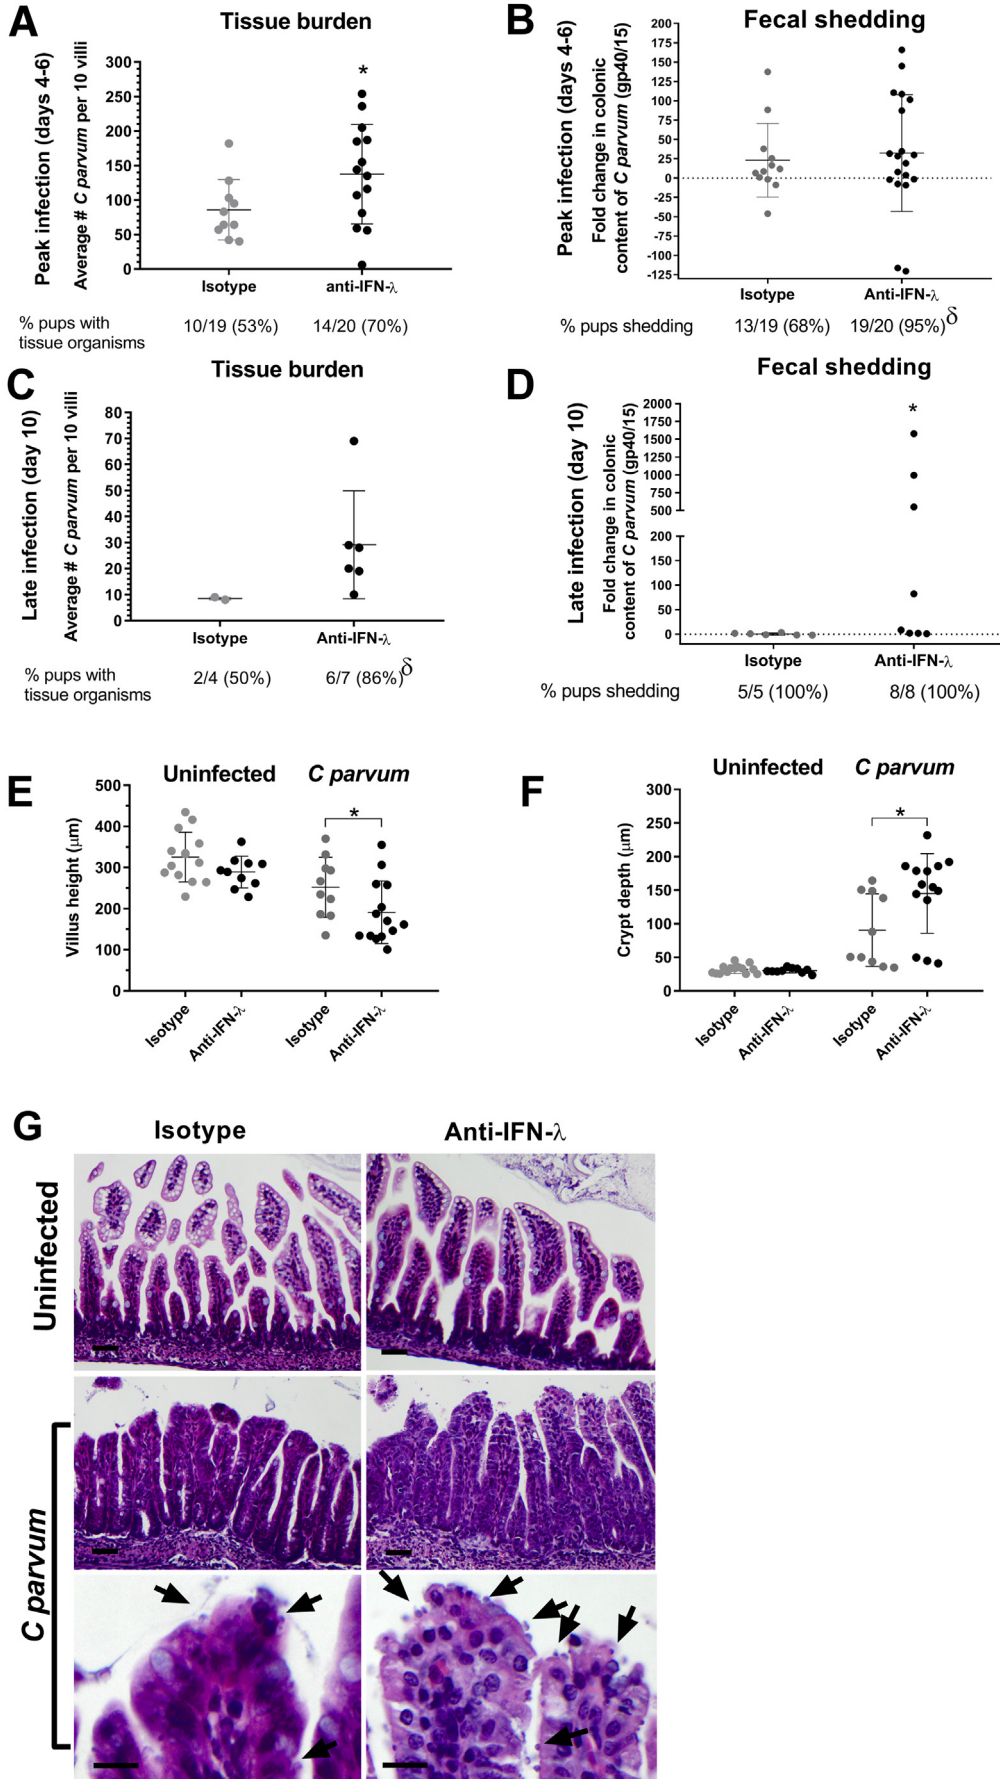 A
Tissue burden
Peak infection (days 4-6)
Average # C parvum per 10 villi
300
250
200
150
100
50
0
*
Isotype
anti-IFN-λ
% pups with
tissue organisms
10/19 (53%)
14/20 (70%)
B
Fecal shedding
Peak infection (days 4-6)
Fold change in colonic
content of C parvum (gp40/15)
200
175
150
125
100
75
50
25
0
-25
-50
-75
-100
-125
Isotype
Anti-IFN-λ
% pups shedding
13/19 (68%)
19/20 (95%)δ
C
Tissue burden
Late infection (day 10)
Average # C parvum per 10 villi
80
70
60
50
40
30
20
10
0
Isotype
Anti-IFN-λ
% pups with
tissue organisms
2/4 (50%)
6/7 (86%)δ
D
Fecal shedding
Late infection (day 10)
Fold change in colonic
content of C parvum (gp40/15)
2000
1750
1500
1250
1000
750
500
200
150
100
50
0
*
Isotype
Anti-IFN-λ
% pups shedding
5/5 (100%)
8/8 (100%)
E
Uninfected
C parvum
Villus height (μm)
500
400
300
200
100
0
*
Isotype
Anti-IFN-λ
Isotype
Anti-IFN-λ
F
Uninfected
C parvum
Crypt depth (μm)
300
250
200
150
100
50
0
*
Isotype
Anti-IFN-λ
Isotype
Anti-IFN-λ
G
Isotype
Anti-IFN-λ
Uninfected
C parvum